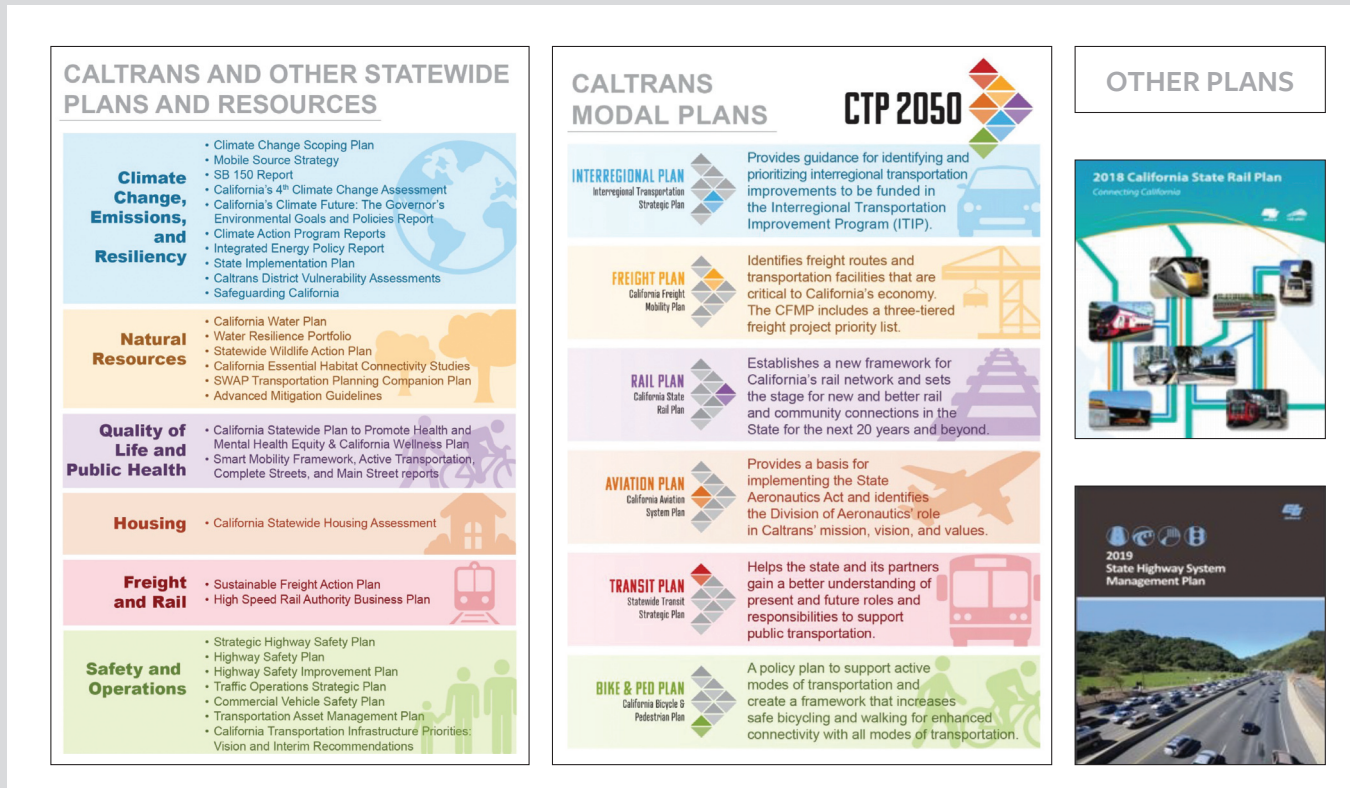 CALTRANS AND OTHER STATEWIDE
PLANS AND RESOURCES
Climate
Change,
Emissions,
and
Resiliency
• Climate Change Scoping Plan
• Mobile Source Strategy
• SB 150 Report
• California's 4th Climate Change Assessment
• California's Climate Future: The Governor's
Environmental Goals and Policies Report
• Climate Action Program Reports
• Integrated Energy Policy Report
• State Implementation Plan
• Caltrans District Vulnerability Assessments
• Safeguarding California
Natural
Resources
• California Water Plan
• Water Resilience Portfolio
• Statewide Wildlife Action Plan
• California Essential Habitat Connectivity Studies
• SWAP Transportation Planning Companion Plan
• Advanced Mitigation Guidelines
Quality of
Life and
Public Health
• California Statewide Plan to Promote Health and
Mental Health Equity & California Wellness Plan
• Smart Mobility Framework, Active Transportation,
Complete Streets, and Main Street reports
Housing
• California Statewide Housing Assessment
Freight
and Rail
• Sustainable Freight Action Plan
• High Speed Rail Authority Business Plan
Safety and
Operations
• Strategic Highway Safety Plan
• Highway Safety Plan
• Highway Safety Improvement Plan
• Traffic Operations Strategic Plan
• Commercial Vehicle Safety Plan
• Transportation Asset Management Plan
• California Transportation Infrastructure Priorities:
Vision and Interim Recommendations
CALTRANS
MODAL PLANS
CTP 2050
INTERREGIONAL PLAN
Interregional Transportation
Strategic Plan
Provides guidance for identifying and
prioritizing interregional transportation
improvements to be funded in
the Interregional Transportation
Improvement Program (ITIP).
FREIGHT PLAN
California Freight
Mobility Plan
Identifies freight routes and
transportation facilities that are
critical to California's economy.
The CFMP includes a three-tiered
freight project priority list.
RAIL PLAN
California State
Rail Plan
Establishes a new framework for
California's rail network and sets
the stage for new and better rail
and community connections in the
State for the next 20 years and beyond.
AVIATION PLAN
California Aviation
System Plan
Provides a basis for
implementing the State
Aeronautics Act and identifies
the Division of Aeronautics' role
in Caltrans' mission, vision, and values.
TRANSIT PLAN
Statewide Transit
Strategic Plan
Helps the state and its partners
gain a better understanding of
present and future roles and
responsibilities to support
public transportation.
BIKE & PED PLAN
California Bicycle &
Pedestrian Plan
A policy plan to support active
modes of transportation and
create a framework that increases
safe bicycling and walking for enhanced
connectivity with all modes of transportation.
OTHER PLANS
2018 California State Rail Plan
Connecting California
2019
State Highway System
Management Plan